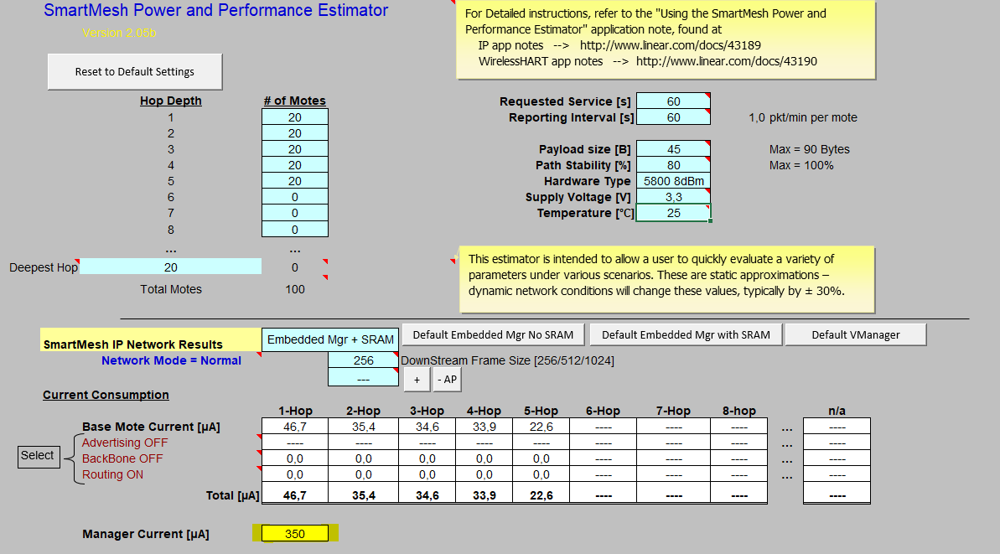 SmartMesh Power and Performance Estimator
Version 2.05b
For Detailed instructions, refer to the "Using the SmartMesh Power and
Performance Estimator" application note, found at
IP app notes --> http://www.linear.com/docs/43189
WirelessHART app notes --> http://www.linear.com/docs/43190
Reset to Default Settings
Hop Depth # of Motes
1 20
2 20
3 20
4 20
5 20
6 0
7 0
8 0
... ...
Deepest Hop 20 0
Total Motes 100
Requested Service [s] 60
Reporting Interval [s] 60 1,0 pkt/min per mote
Payload size [B] 45 Max = 90 Bytes
Path Stability [%] 80 Max = 100%
Hardware Type 5800 8dBm
Supply Voltage [V] 3,3
Temperature [°C] 25
This estimator is intended to allow a user to quickly evaluate a variety of
parameters under various scenarios. These are static approximations –
dynamic network conditions will change these values, typically by ± 30%.
SmartMesh IP Network Results Embedded Mgr + SRAM Default Embedded Mgr No SRAM Default Embedded Mgr with SRAM Default VManager
Network Mode = Normal 256 DownStream Frame Size [256/512/1024]
--- + - AP
Current Consumption
1-Hop 2-Hop 3-Hop 4-Hop 5-Hop 6-Hop 7-Hop 8-hop n/a
Base Mote Current [µA] 46,7 35,4 34,6 33,9 22,6 ---- ---- ---- ... ----
Advertising OFF ---- ---- ---- ---- ---- ---- ---- ---- ... ----
Select BackBone OFF 0,0 0,0 0,0 0,0 0,0 ---- ---- ---- ... ----
Routing ON 0,0 0,0 0,0 0,0 0,0 ---- ---- ---- ... ----
Total [µA] 46,7 35,4 34,6 33,9 22,6 ---- ---- ---- ----
Manager Current [µA] 350